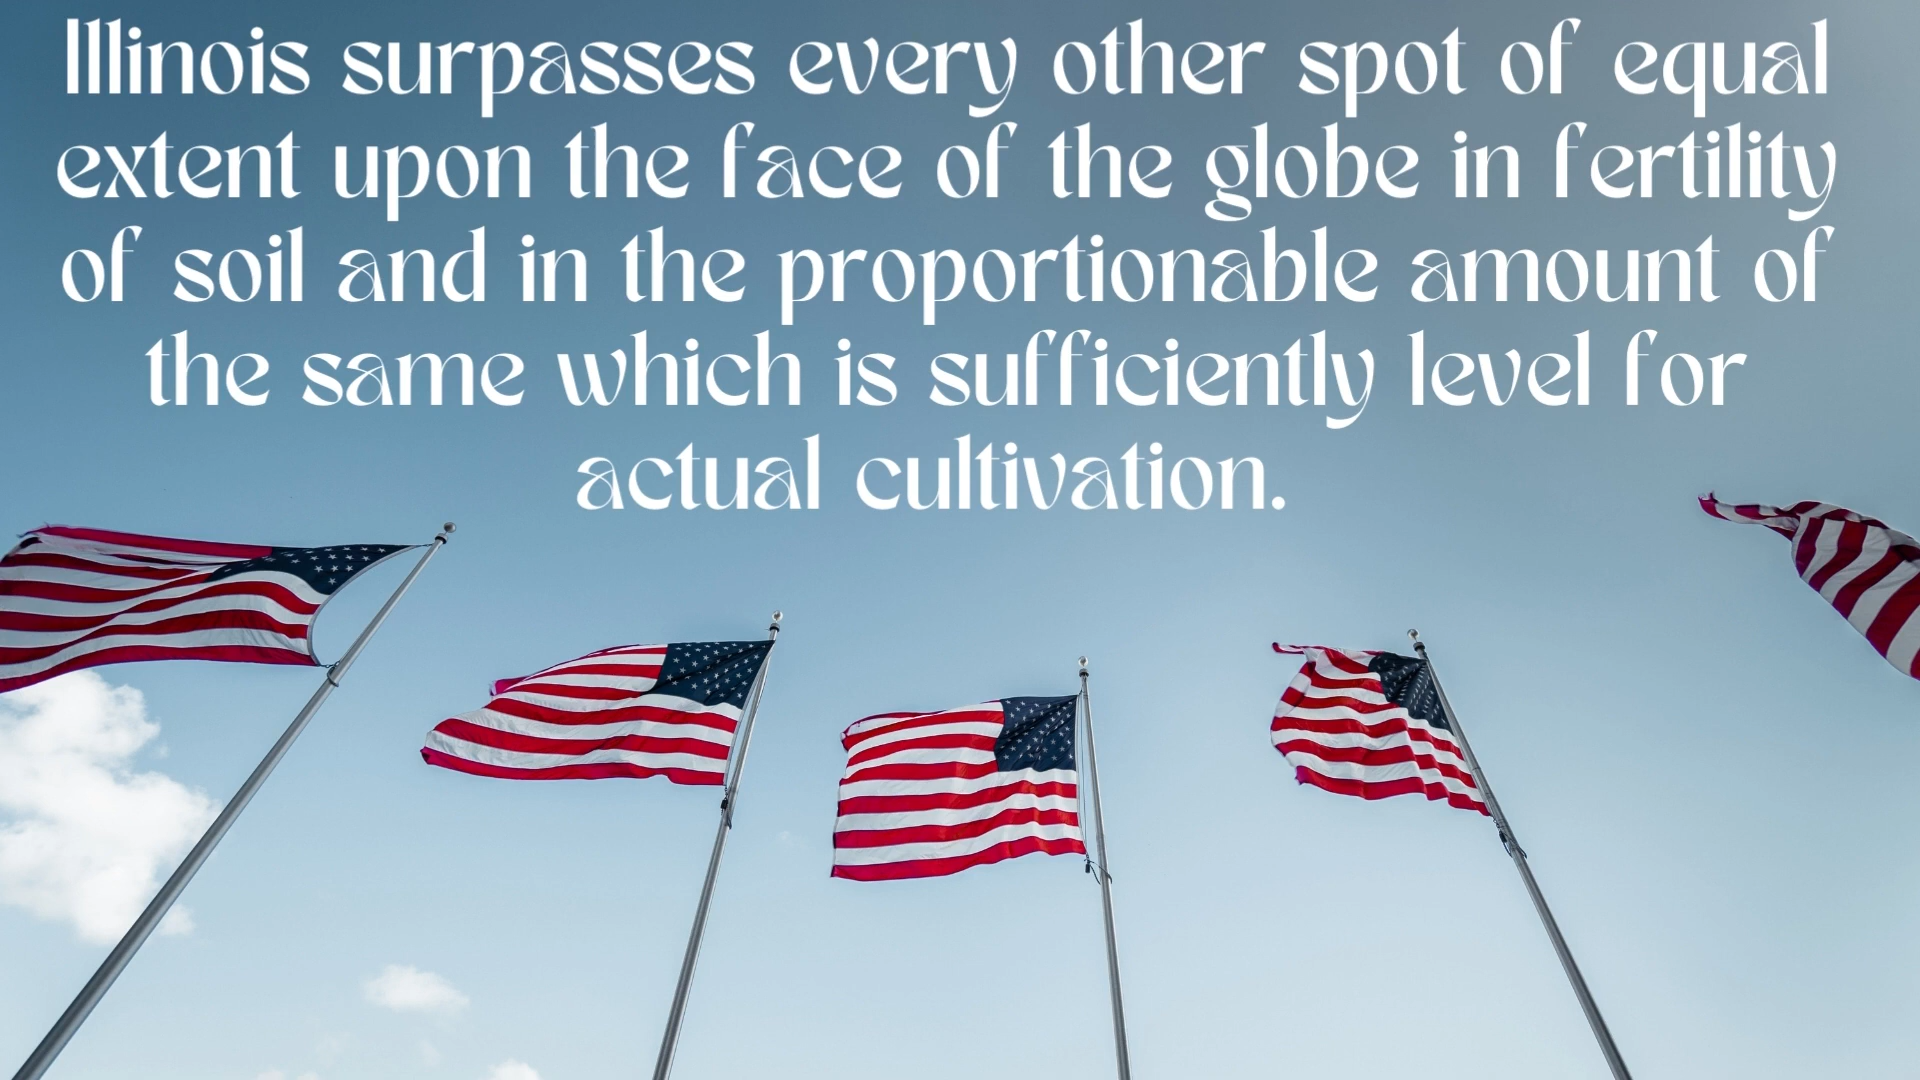 Illinois surpasses every other spot of equal
extent upon the face of the globe in fertility
of soil and in the proportionable amount of
the same which is sufficiently level for
actual cultivation.